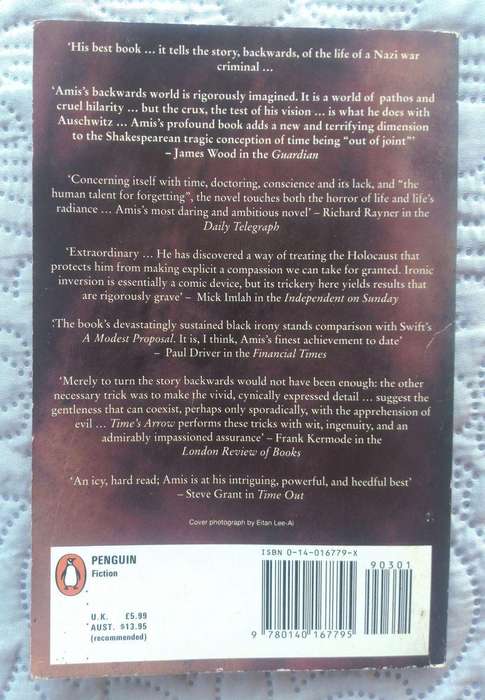 ‘His best book ... it tells the story, backwards, of the life of a Nazi war
criminal ...
‘Amis’s backwards world is rigorously imagined. It is a world of pathos and
cruel hilarity ... but the crux, the test of his vision ... is what he does with
Auschwitz ... Amis’s profound book adds a new and terrifying dimension
to the Shakespearean tragic conception of time being “out of joint”’
– James Wood in the Guardian
‘Concerning itself with time, doctoring, conscience and its lack, and “the
human talent for forgetting”, the novel touches both the horror of life and life’s
radiance ... Amis’s most daring and ambitious novel’ – Richard Rayner in the
Daily Telegraph
‘Extraordinary ... He has discovered a way of treating the Holocaust that
protects him from making explicit a compassion we can take for granted. Ironic
inversion is essentially a comic device, but its trickery here yields results that
are rigorously grave’ – Mick Imlah in the Independent on Sunday
‘The book’s devastatingly sustained black irony stands comparison with Swift’s
A Modest Proposal. It is, I think, Amis’s finest achievement to date’
– Paul Driver in the Financial Times
‘Merely to turn the story backwards would not have been enough: the other
necessary trick was to make the vivid, cynically expressed detail ... suggest the
gentleness that can coexist, perhaps only sporadically, with the apprehension of
evil ... Time’s Arrow performs these tricks with wit, ingenuity, and an
admirably impassioned assurance’ – Frank Kermode in the
London Review of Books
‘An icy, hard read; Amis is at his intriguing, powerful, and heedful best’
– Steve Grant in Time Out
Cover photograph by Eitan Lee-Al
PENGUIN
Fiction
U.K. £5.99
AUST. $13.95
(recommended)
ISBN 0-14-016779-X
90301
9 780140 167795